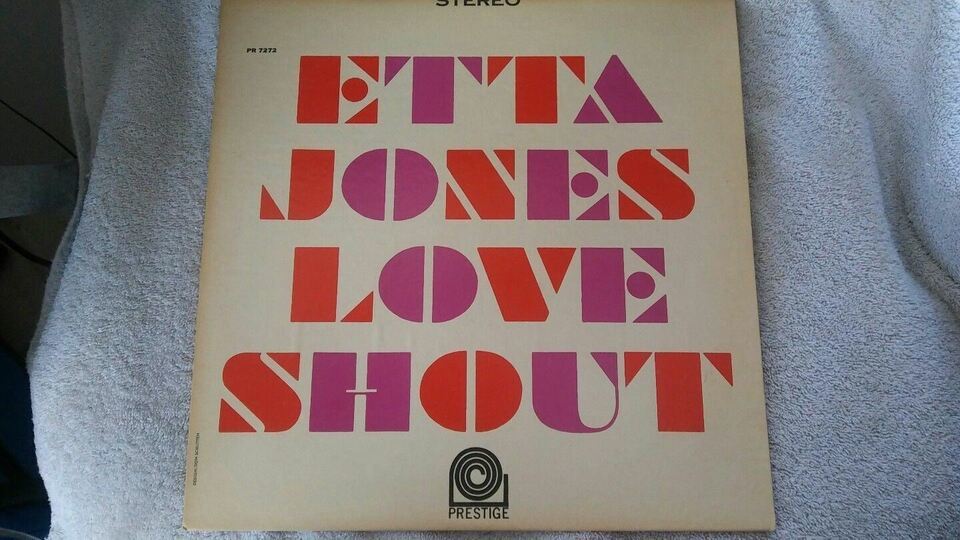 STEREO
PR 7272
ETTA
JONES
LOVE
SHOUT
PRESTIGE